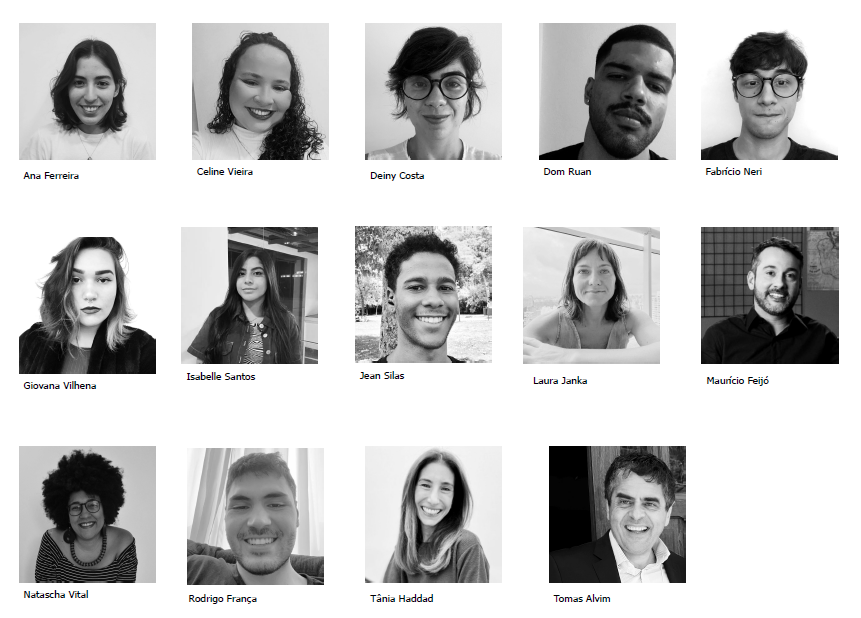 Ana Ferreira
Celine Vieira
Deiny Costa
Dom Ruan
Fabrício Neri
Giovana Vilhena
Isabelle Santos
Jean Silas
Laura Janka
Maurício Feijó
Natascha Vital
Rodrigo França
Tânia Haddad
Tomas Alvim